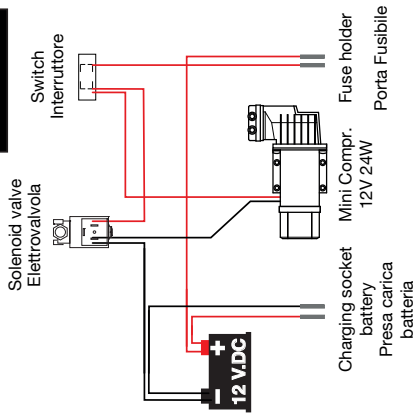 Switch
Interruttore
Solenoid valve
Elettrovalvola
Fuse holder
Porta Fusibile
Mini Compr.
12V 24W
Charging socket
battery
Presa carica
batteria
+
−
12 V.DC